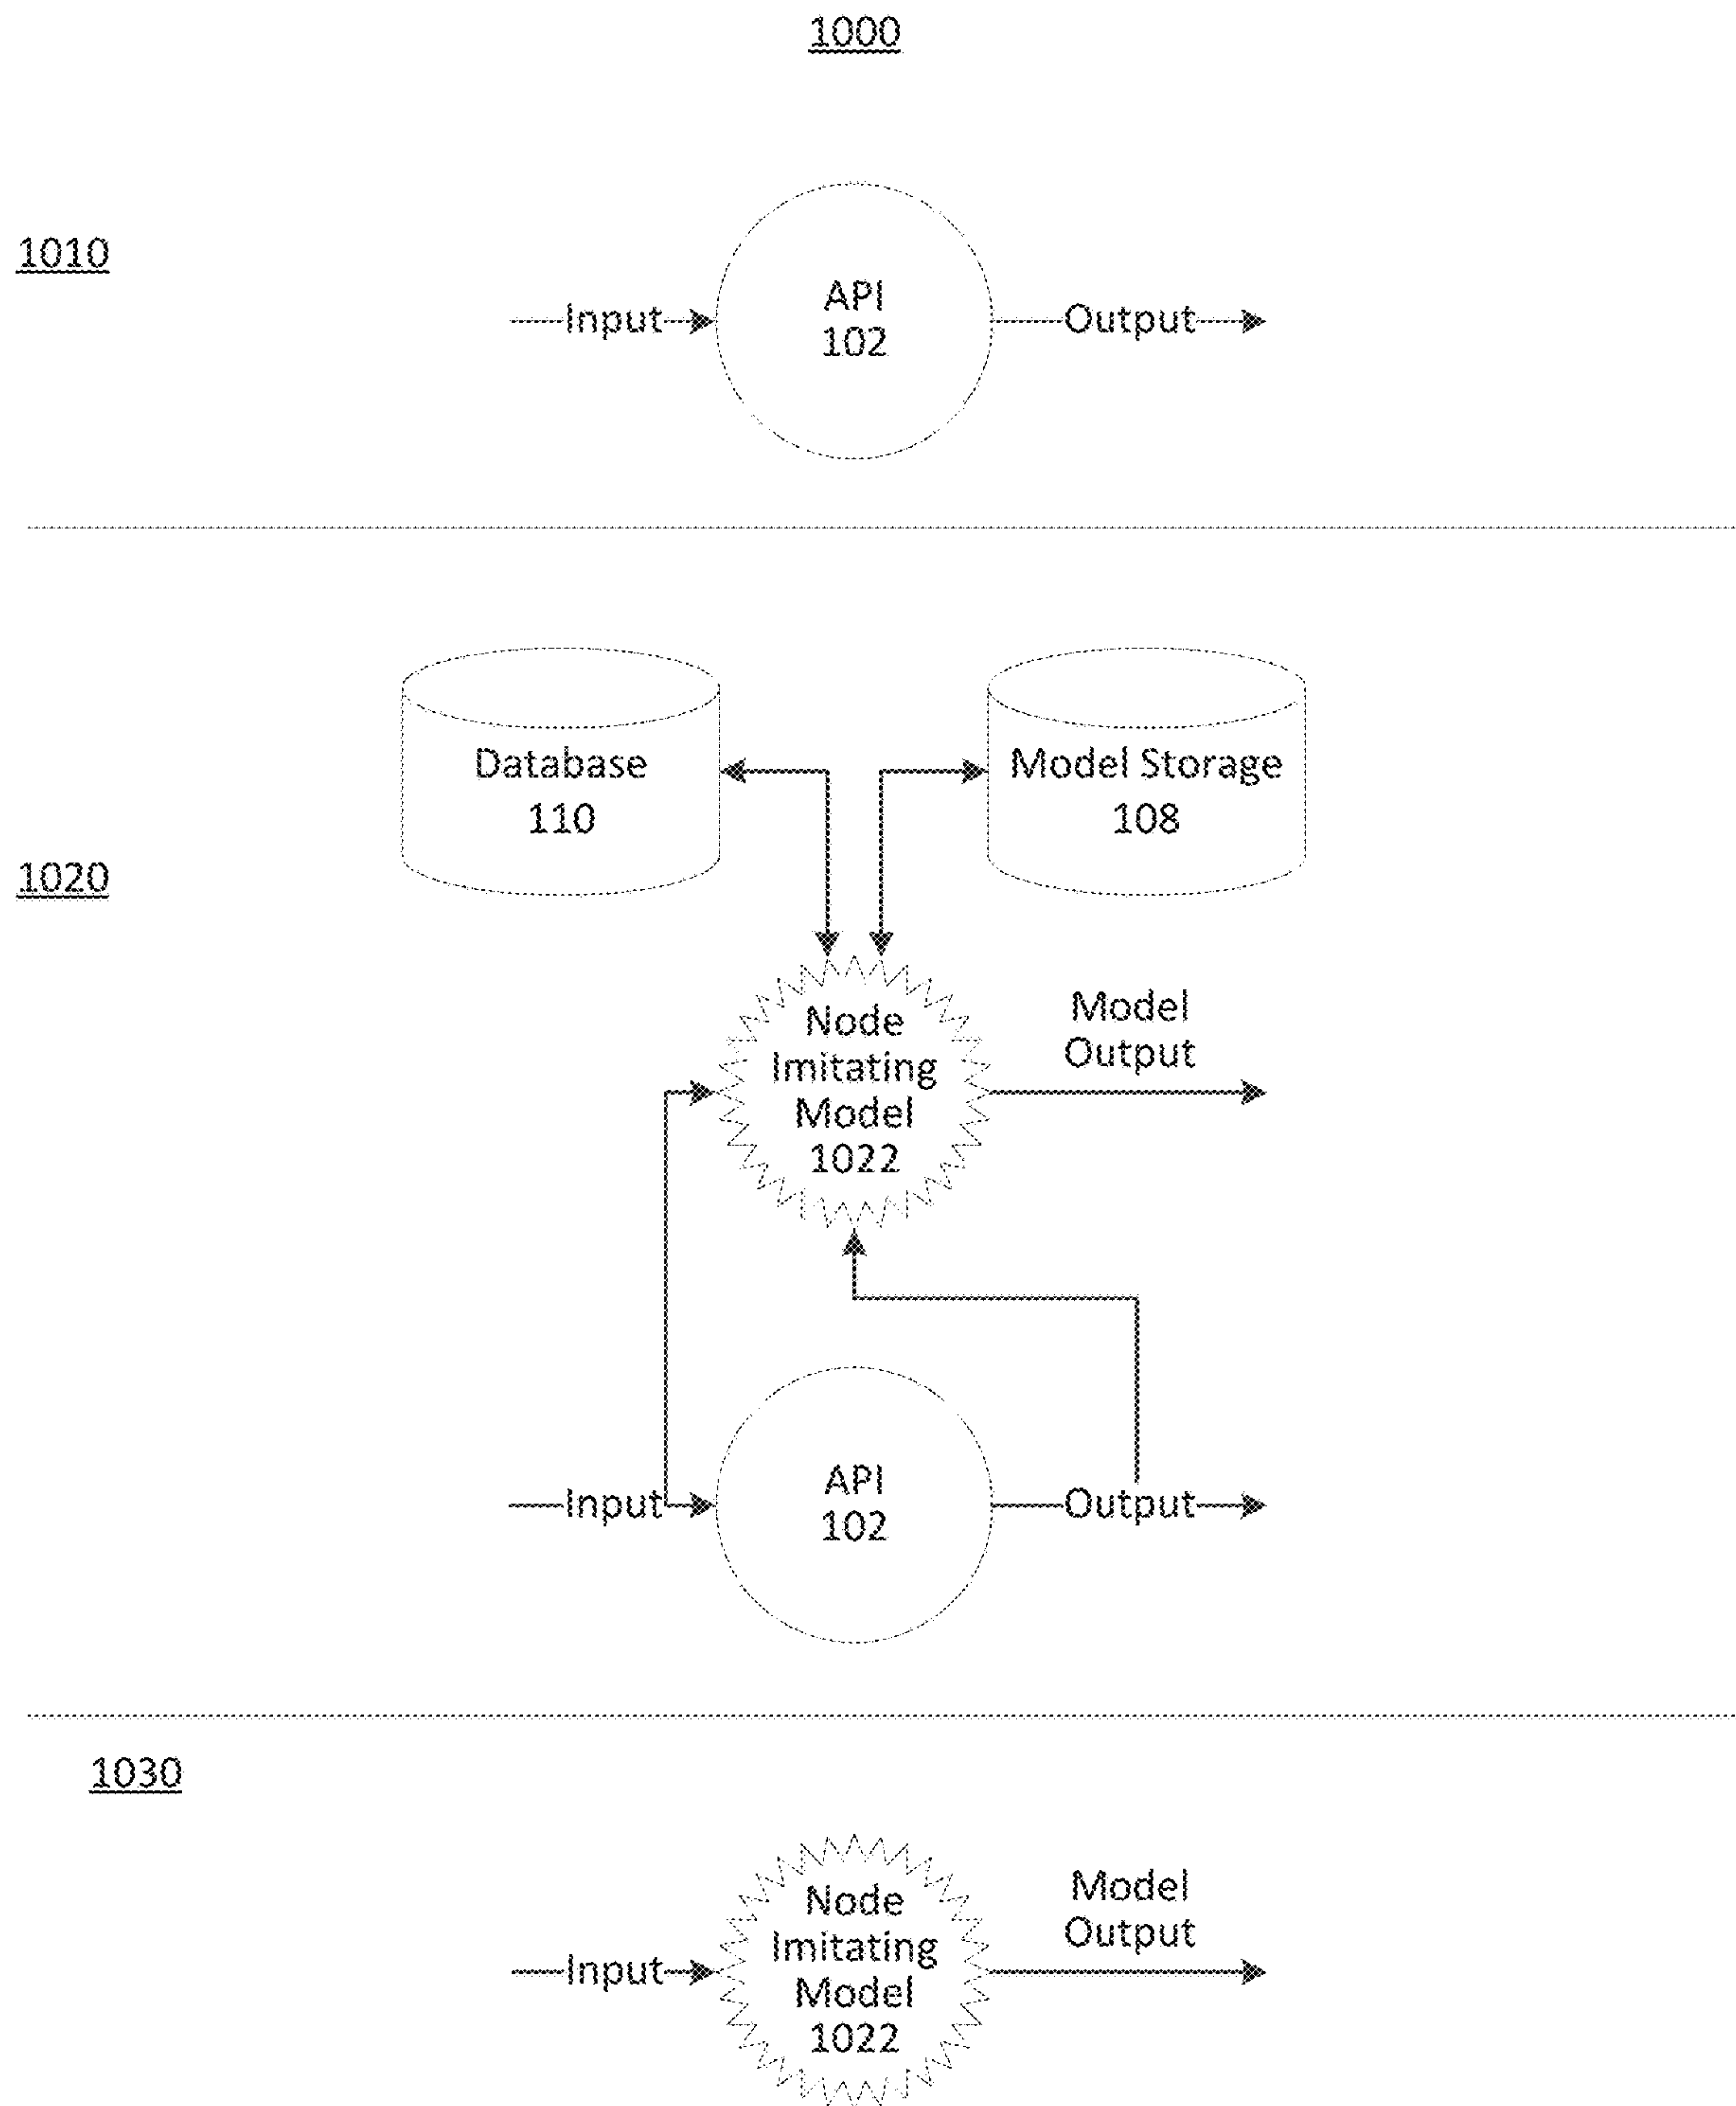 1000
1010
API
102
Input
Output
Database
110
Model Storage
108
1020
Node
Imitating
Model
1022
Model
Output
API
102
Input
Output
1030
Node
Imitating
Model
1022
Model
Output
Input